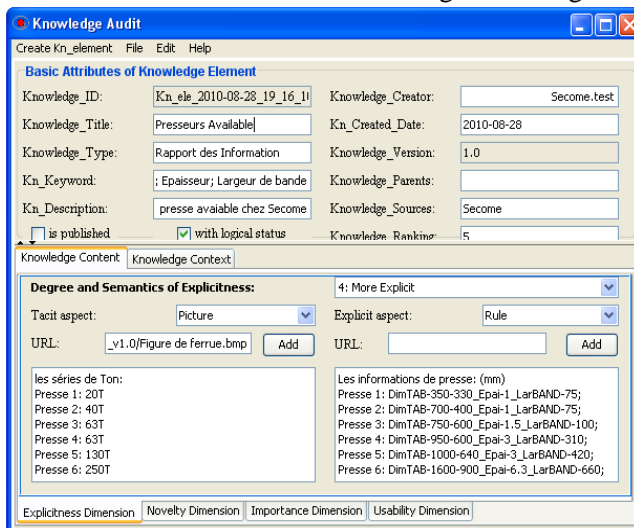 Knowledge Audit
Create Kn_element File Edit Help
Basic Attributes of Knowledge Element
Knowledge_ID: Kn_ele_2010-08-28_19_16_1 Knowledge_Creator: Secome.test
Knowledge_Title: Presseurs Available Kn_Created_Date: 2010-08-28
Knowledge_Type: Rapport des Information Knowledge_Version: 1.0
Kn_Keyword: ; Epaisseur; Largeur de bande Knowledge_Parents:
Kn_Description: presse avaiable chez Secome Knowledge_Sources: Secome
is published with logical status Knowledge_Ranking: 5
Knowledge Content Knowledge Context
Degree and Semantics of Explicitness: 4: More Explicit
Tacit aspect: Picture Explicit aspect: Rule
URL: _v1.0/Figure de ferrue.bmp Add URL: Add
les séries de Ton: Les informations de presse: (mm)
Presse 1: 20T Presse 1: DimTAB-350-330_Epai-1_LarBAND-75;
Presse 2: 40T Presse 2: DimTAB-700-400_Epai-1_LarBAND-75;
Presse 3: 63T Presse 3: DimTAB-750-600_Epai-1.5_LarBAND-100;
Presse 4: 63T Presse 4: DimTAB-950-600_Epai-3_LarBAND-310;
Presse 5: 130T Presse 5: DimTAB-1000-640_Epai-3_LarBAND-420;
Presse 6: 250T Presse 6: DimTAB-1600-900_Epai-6.3_LarBAND-660;
Explicitness Dimension Novelty Dimension Importance Dimension Usability Dimension